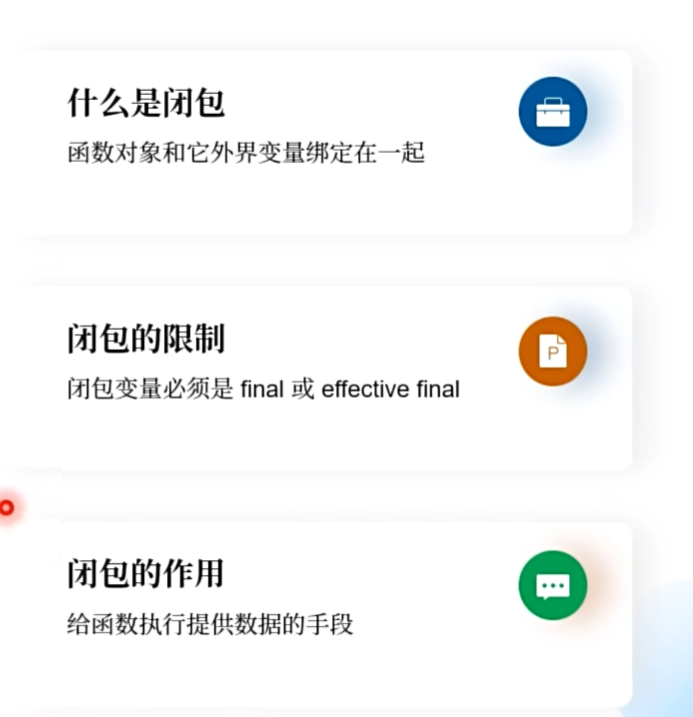 什么是闭包
函数对象和它外界变量绑定在一起
闭包的限制
闭包变量必须是 final 或 effective final
P
闭包的作用
给函数执行提供数据的手段